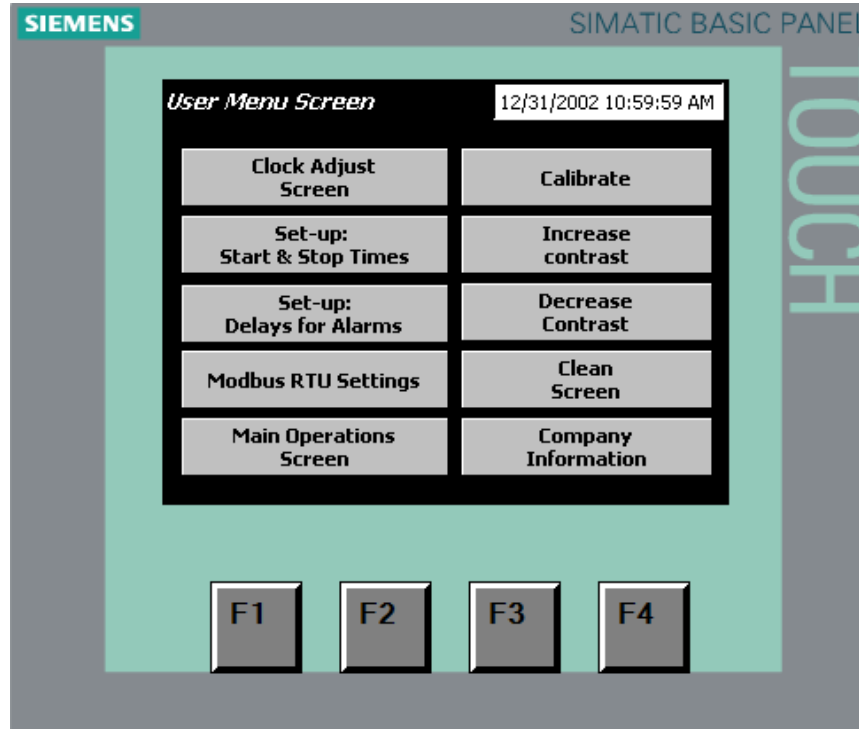 SIEMENS
SIMATIC BASIC PANEL
TOUCH
User Menu Screen
12/31/2002 10:59:59 AM
Clock Adjust
Screen
Calibrate
Set-up:
Start & Stop Times
Increase
contrast
Set-up:
Delays for Alarms
Decrease
Contrast
Modbus RTU Settings
Clean
Screen
Main Operations
Screen
Company
Information
F1
F2
F3
F4